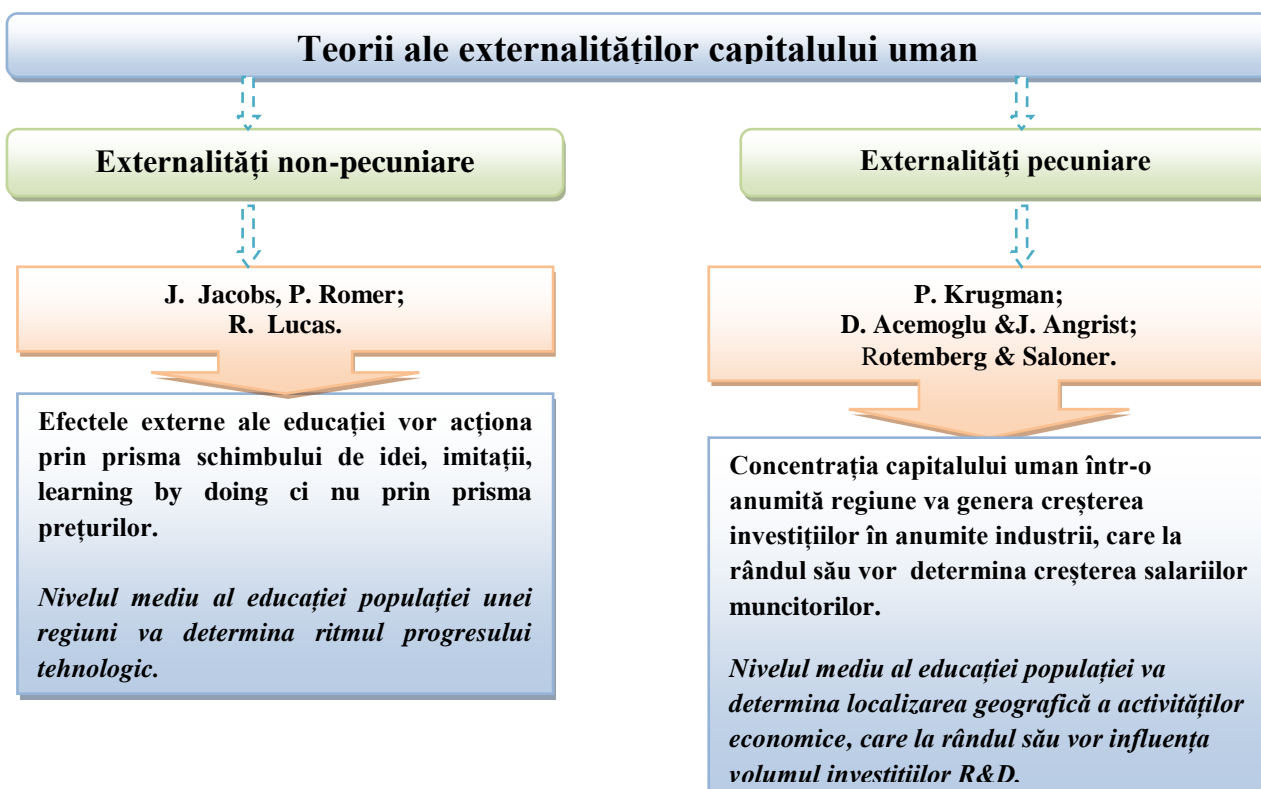 Teorii ale externalităților capitalului uman
Externalități non-pecuniare
J. Jacobs, P. Romer;
R. Lucas.
Efectele externe ale educației vor acționa
prin prisma schimbului de idei, imitații,
learning by doing ci nu prin prisma
prețurilor.
Nivelul mediu al educației populației unei
regiuni va determina ritmul progresului
tehnologic.
Externalități pecuniare
P. Krugman;
D. Acemoglu &J. Angrist;
Rotemberg & Saloner.
Concentrația capitalului uman într-o
anumită regiune va genera creșterea
investițiilor în anumite industrii, care la
rândul său vor determina creșterea salariilor
muncitorilor.
Nivelul mediu al educației populației va
determina localizarea geografică a activităților
economice, care la rândul său vor influența
volumul investițiilor R&D.